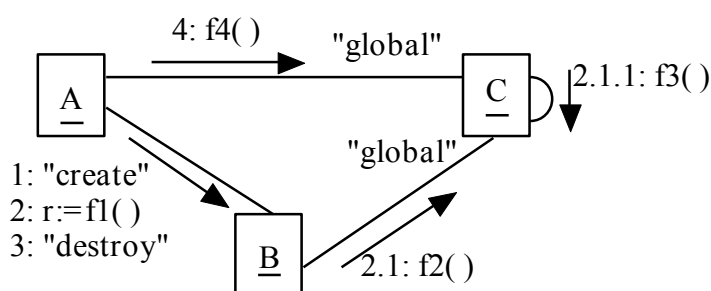 4: f4( )
"global"
A
C
2.1.1: f3( )
"global"
1: "create"
2: r:=f1( )
3: "destroy"
B
2.1: f2( )